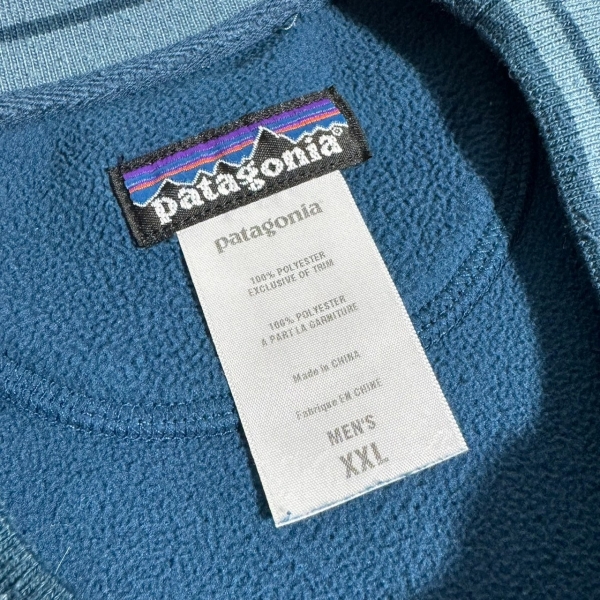 patagonia®
patagonia
100% POLYESTER
EXCLUSIVE OF TRIM
100% POLYESTER
A PART LA GARNITURE
Made in CHINA
Fabriqué EN CHINE
MEN'S
XXL